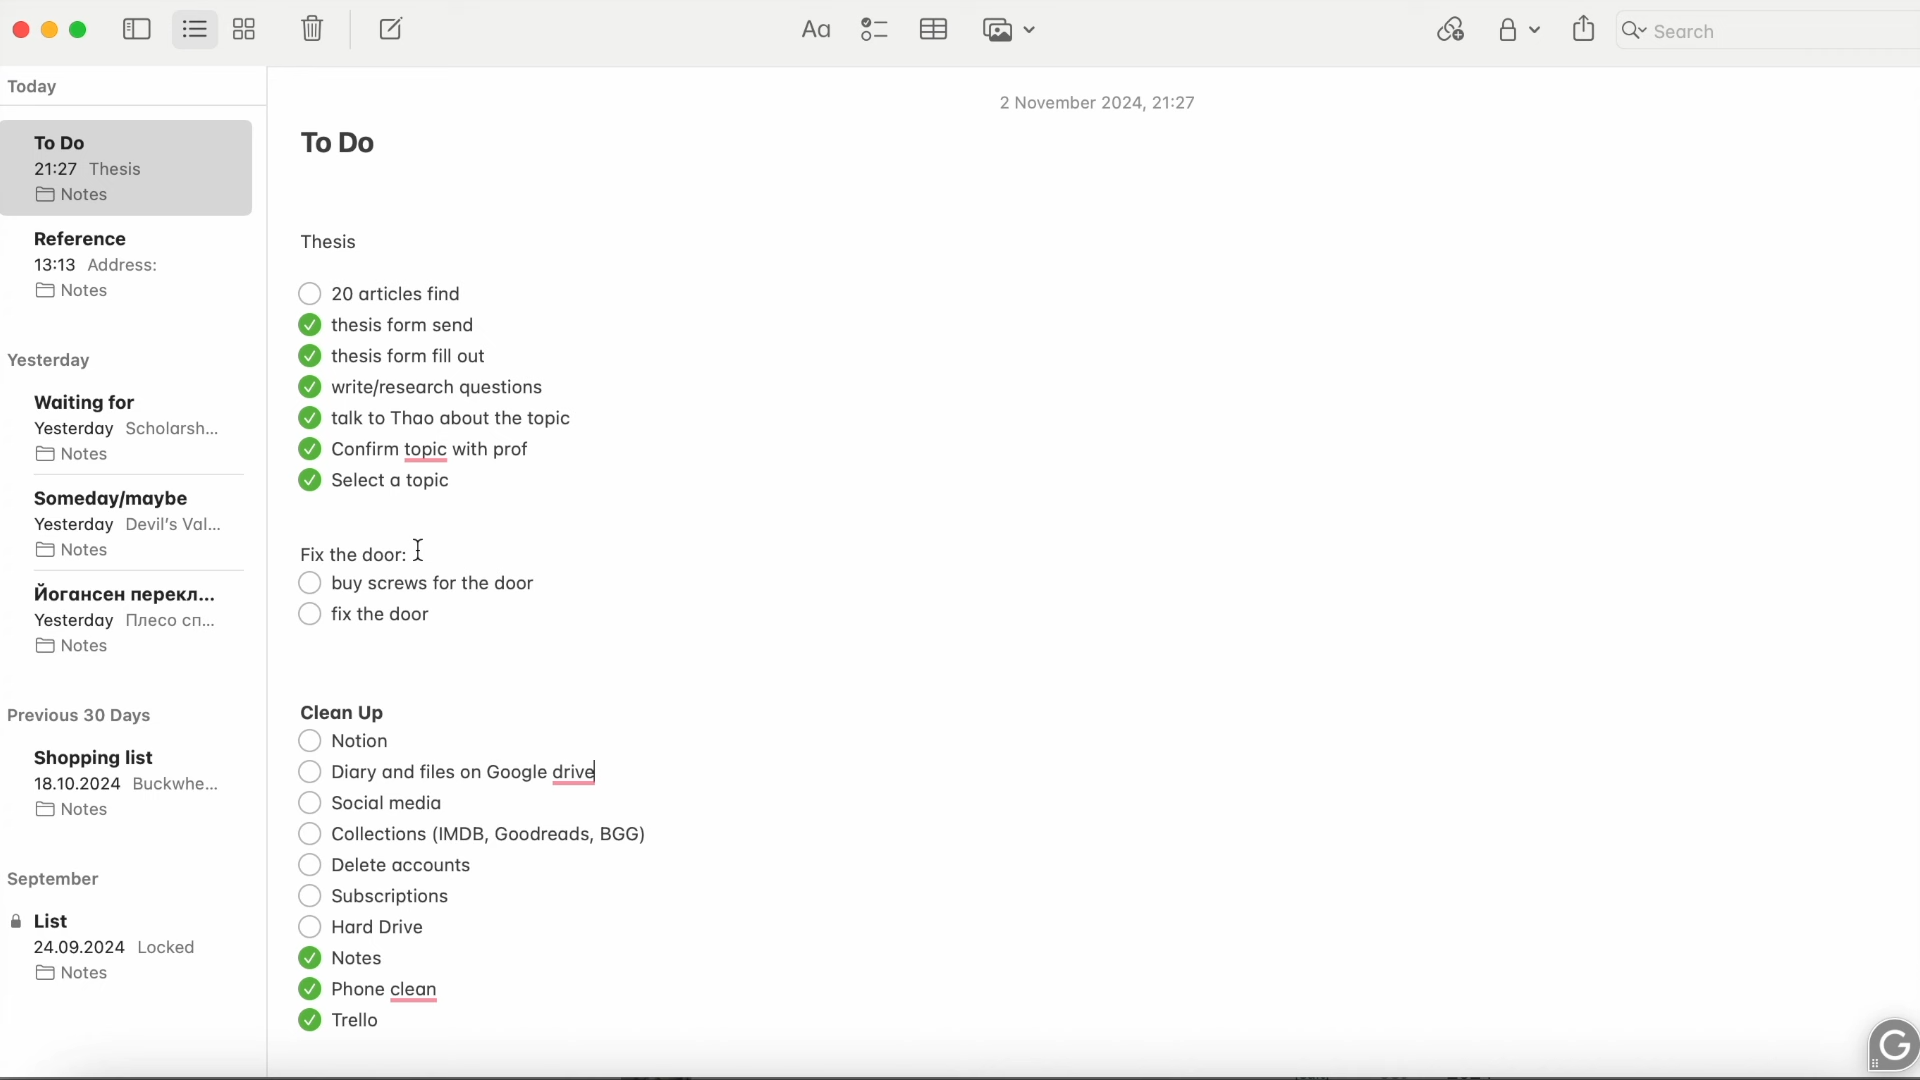 Search
Today
To Do
21:27 Thesis
Notes
Reference
13:13 Address:
Notes
Yesterday
Waiting for
Yesterday Scholarsh...
Notes
Someday/maybe
Yesterday Devil's Val...
Notes
Йогансен перекл...
Yesterday Плесо сп...
Notes
Previous 30 Days
Shopping list
18.10.2024 Buckwhe...
Notes
September
List
24.09.2024 Locked
Notes
2 November 2024, 21:27
To Do
Thesis
20 articles find
thesis form send
thesis form fill out
write/research questions
talk to Thao about the topic
Confirm topic with prof
Select a topic
Fix the door:
buy screws for the door
fix the door
Clean Up
Notion
Diary and files on Google drive
Social media
Collections (IMDB, Goodreads, BGG)
Delete accounts
Subscriptions
Hard Drive
Notes
Phone clean
Trello
Aa
G